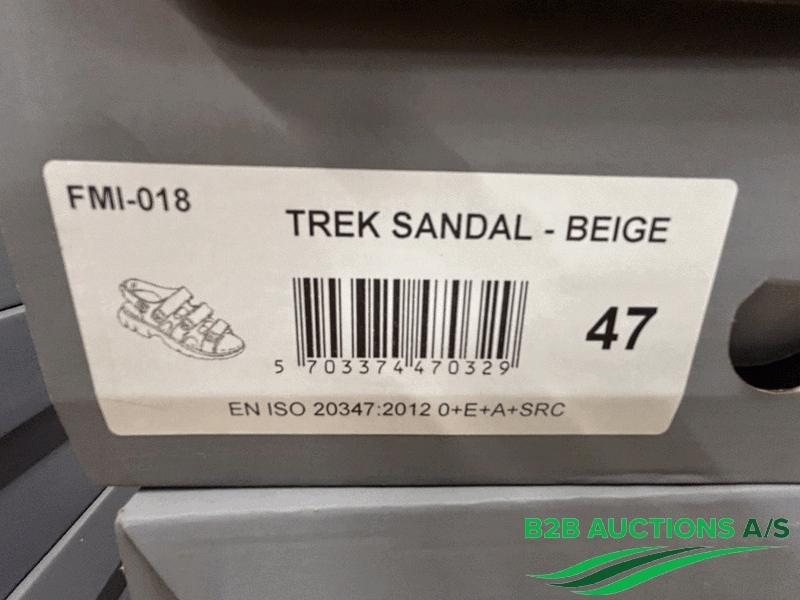 FMI-018
TREK SANDAL - BEIGE
47
5 703374 470329
EN ISO 20347:2012 0+E+A+SRC
B2B AUCTIONS A/S